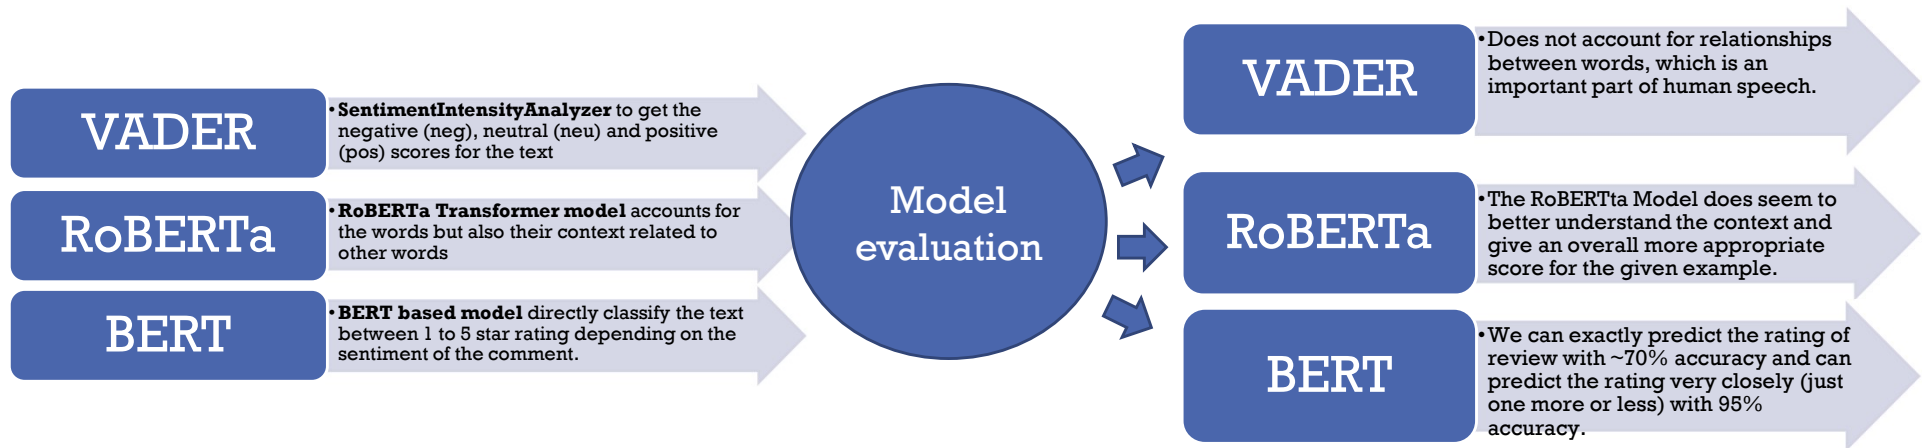 VADER
•SentimentIntensityAnalyzer to get the
negative (neg), neutral (neu) and positive
(pos) scores for the text
RoBERTa
•RoBERTa Transformer model accounts for
the words but also their context related to
other words
BERT
•BERT based model directly classify the text
between 1 to 5 star rating depending on the
sentiment of the comment.
Model
evaluation
VADER
•Does not account for relationships
between words, which is an
important part of human speech.
RoBERTa
•The RoBERTta Model does seem to
better understand the context and
give an overall more appropriate
score for the given example.
BERT
•We can exactly predict the rating of
review with ~70% accuracy and can
predict the rating very closely (just
one more or less) with 95%
accuracy.